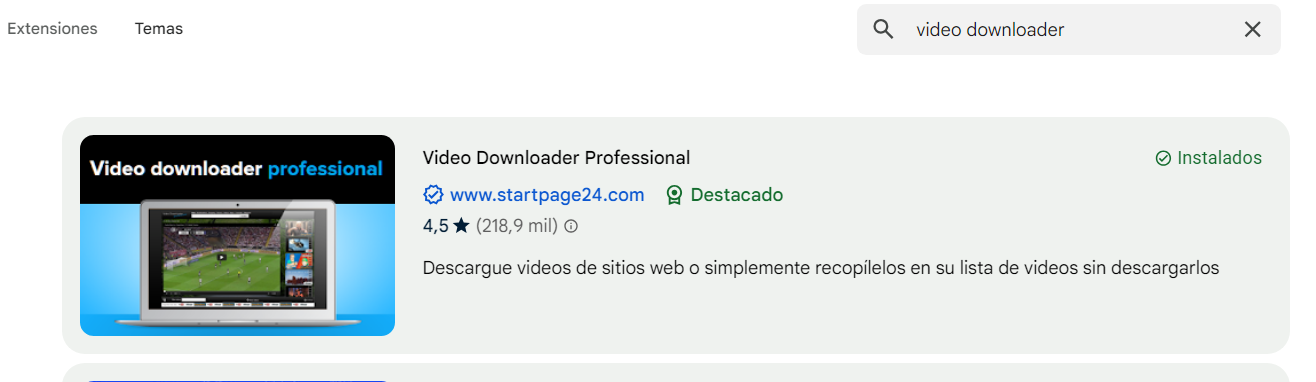 Extensiones Temas video downloader
Video downloader professional
Video Downloader Professional
Instalados
www.startpage24.com Destacado
4,5 (218,9 mil)
Descargue videos de sitios web o simplemente recopílelos en su lista de videos sin descargarlos